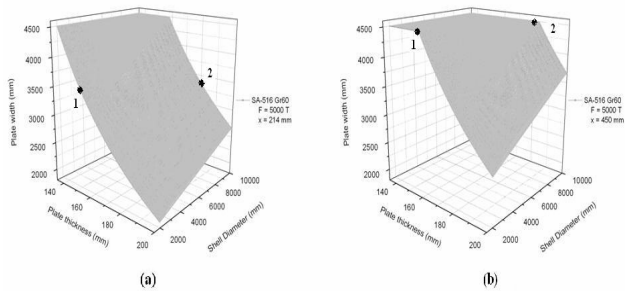 4500
4000
3500
3000
2500
2000
Plate width (mm)
1
2
SA-516 Gr60
F = 5000 T
x = 214 mm
140
160
180
200
Plate thickness (mm)
2000
4000
6000
8000
10000
Shell Diameter (mm)
(a)
4500
4000
3500
3000
2500
2000
Plate width (mm)
1
2
SA-516 Gr60
F = 5000 T
x = 450 mm
140
160
180
200
Plate thickness (mm)
2000
4000
6000
8000
10000
Shell Diameter (mm)
(b)